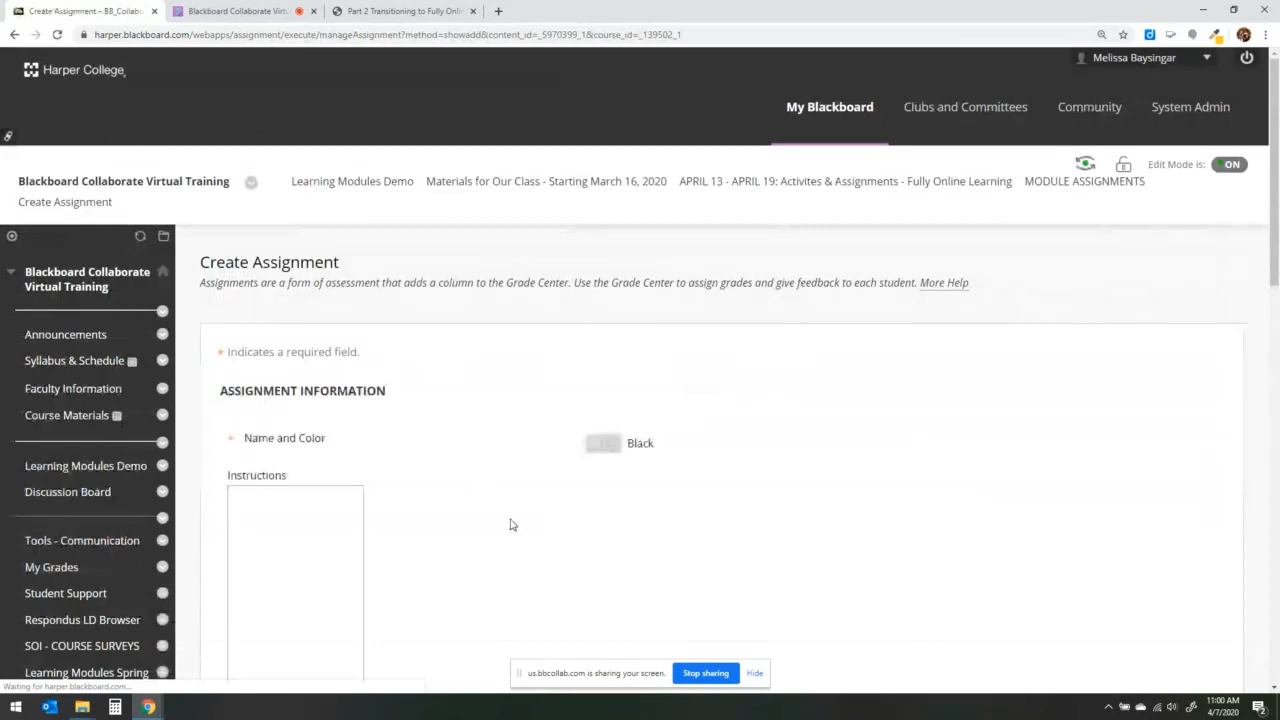 Create Assignment – BB_Collabo
Blackboard Collaborate Virtu
Part 2 Transitioning to Fully Onli
harper.blackboard.com/webapps/assignment/execute/manageAssignment?method=showadd&content_id=_5970399_1&course_id=_139502_1
Harper College
Melissa Baysingar
My Blackboard
Clubs and Committees
Community
System Admin
Edit Mode is:
ON
Blackboard Collaborate Virtual Training
Learning Modules Demo
Materials for Our Class - Starting March 16, 2020
APRIL 13 - APRIL 19: Activites & Assignments - Fully Online Learning
MODULE ASSIGNMENTS
Create Assignment
Blackboard Collaborate
Virtual Training
Announcements
Syllabus & Schedule
Faculty Information
Course Materials
Learning Modules Demo
Discussion Board
Tools - Communication
My Grades
Student Support
Respondus LD Browser
SOI - COURSE SURVEYS
Learning Modules Spring
Create Assignment
Assignments are a form of assessment that adds a column to the Grade Center. Use the Grade Center to assign grades and give feedback to each student. More Help
* Indicates a required field.
ASSIGNMENT INFORMATION
* Name and Color
Black
Instructions
us.bbcollab.com is sharing your screen.
Stop sharing
Hide
Waiting for harper.blackboard.com...
11:00 AM
4/7/2020
2